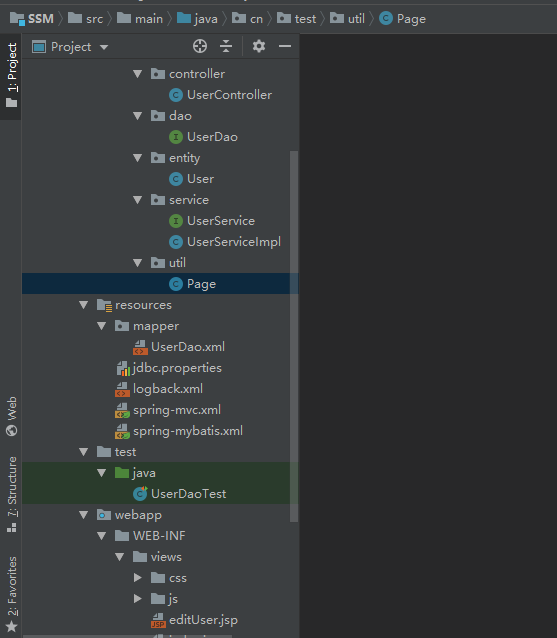 SSM src main java cn test util Page
1: Project
Project
controller
UserController
dao
UserDao
entity
User
service
UserService
UserServiceImpl
util
Page
resources
mapper
UserDao.xml
jdbc.properties
logback.xml
spring-mvc.xml
spring-mybatis.xml
test
java
UserDaoTest
webapp
WEB-INF
views
css
js
editUser.jsp
Web
7: Structure
2: Favorites